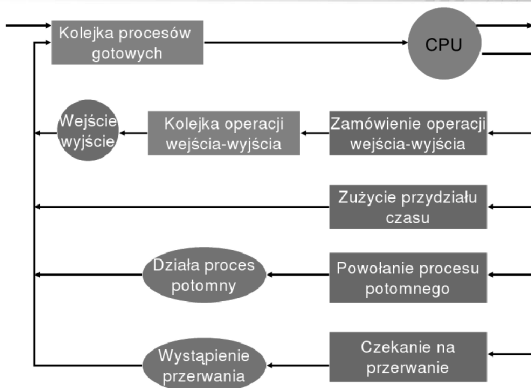 Kolejka procesów
gotowych
CPU
Wejście
wyjście
Kolejka operacji
wejścia-wyjścia
Zamówienie operacji
wejścia-wyjścia
Zużycie przydziału
czasu
Działa proces
potomny
Powołanie procesu
potomnego
Wystąpienie
przerwania
Czekanie na
przerwanie